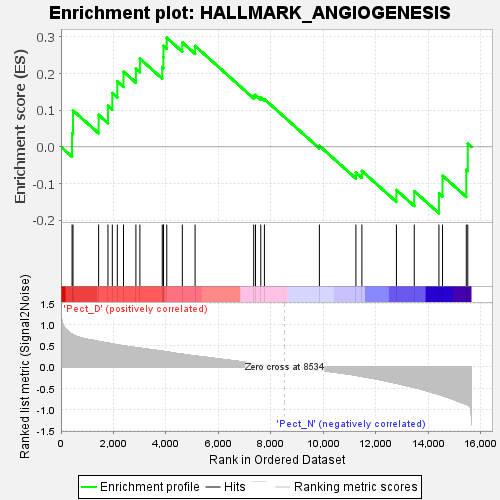 Enrichment plot: HALLMARK_ANGIOGENESIS
Enrichment score (ES)
0.3
0.2
0.1
0.0
-0.1
-0.2
Ranked list metric (Signal2Noise)
1.5
1.0
0.5
0.0
-0.5
-1.0
-1.5
'Pect_D' (positively correlated)
Zero cross at 8534
'Pect_N' (negatively correlated)
0 2,000 4,000 6,000 8,000 10,000 12,000 14,000 16,000
Rank in Ordered Dataset
Enrichment profile Hits Ranking metric scores